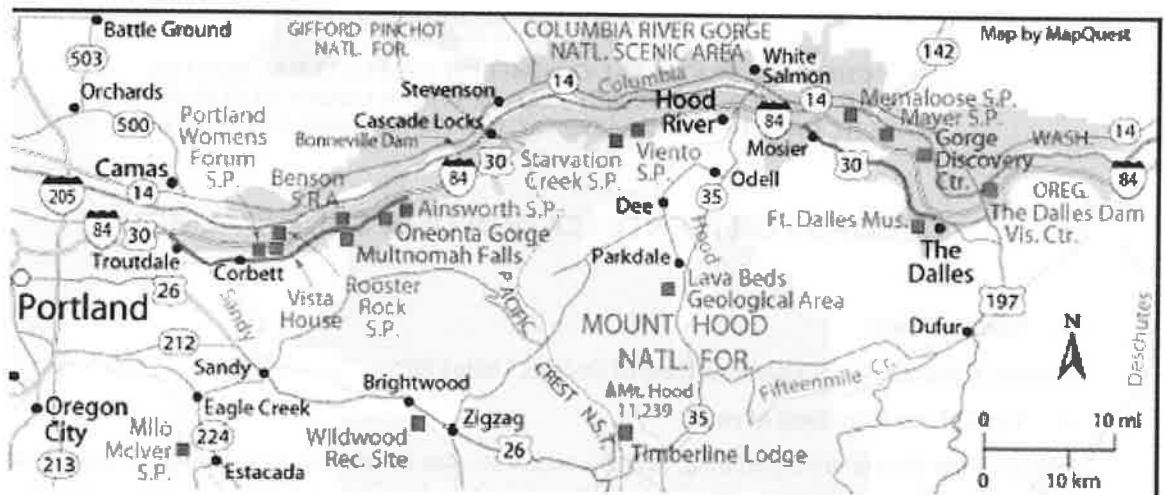 Battle Ground
GIFFORD PINCHOT
NATL. FOR.
COLUMBIA RIVER GORGE
NATL. SCENIC AREA
White
Salmon
142
Map by MapQuest
503
Orchards
500
Portland
Womens
Forum
S.P.
Stevenson
14
Columbia
Hood
River
84
14
Memaloose S.P.
Mayer S.P.
Gorge
Discovery
Ctr.
WASH.
14
Cascade Locks
Bonneville Dam
30
84
Starvation
Creek S.P.
Viento
S.P.
Mosier
30
OREG.
84
The Dalles Dam
Vis. Ctr.
Camas
14
205
Benson
S.R.A.
Ainsworth S.P.
Oneonta Gorge
Multnomah Falls
Odell
35
Dee
Hood
Ft. Dalles Mus.
The
Dalles
84
30
Troutdale
Corbett
Parkdale
Lava Beds
Geological Area
197
Portland
26
Sandy
Vista
House
Rooster
Rock
S.P.
PACIFIC
CREST N.S.T.
MOUNT HOOD
NATL. FOR.
Dufur
N
Deschutes
212
Sandy
Brightwood
Mt. Hood
11,239
Fifteenmile Cr.
Oregon
City
Eagle Creek
Milo
McIver
S.P.
224
Estacada
213
Wildwood
Rec. Site
Zigzag
26
35
Timberline Lodge
0 10 mi
0 10 km